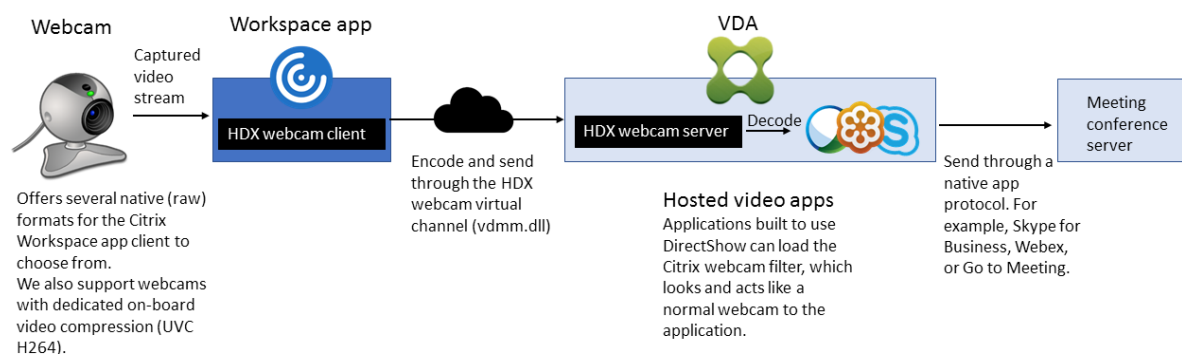 Webcam
Captured
video
stream
Workspace app
HDX webcam client
Encode and send
through the HDX
webcam virtual
channel (vdmm.dll)
VDA
HDX webcam server
Decode
S
Meeting
conference
server
Offers several native (raw)
formats for the Citrix
Workspace app client to
choose from.
We also support webcams
with dedicated on-board
video compression (UVC
H264).
Hosted video apps
Applications built to use
DirectShow can load the
Citrix webcam filter, which
looks and acts like a
normal webcam to the
application.
Send through a
native app
protocol. For
example, Skype for
Business, Webex,
or Go to Meeting.